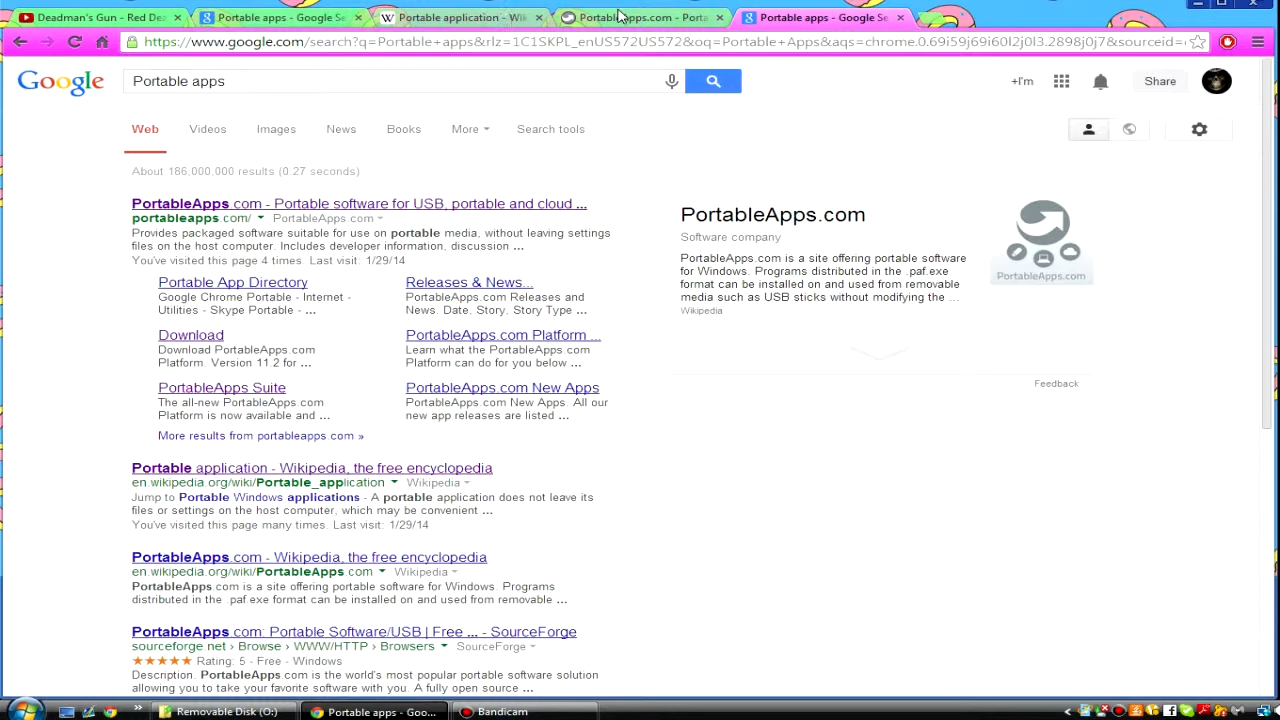 Deadman's Gun - Red Dea
Portable apps - Google Se
Portable application - Wik
PortableApps.com - Porta
Portable apps - Google Se
https://www.google.com/search?q=Portable+apps&rlz=1C1SKPL_enUS572US572&oq=Portable+Apps&aqs=chrome.0.69i59j69i60l2j0l3.2898j0j7&sourceid=
Google
Portable apps
+I'm
Share
Web Videos Images News Books More Search tools
About 186,000,000 results (0.27 seconds)
PortableApps.com - Portable software for USB, portable and cloud ...
portableapps.com/ PortableApps.com
Provides packaged software suitable for use on portable media, without leaving settings
files on the host computer. Includes developer information, discussion ...
You've visited this page 4 times. Last visit: 1/29/14
Portable App Directory
Google Chrome Portable - Internet -
Utilities - Skype Portable - ...
Releases & News...
PortableApps.com Releases and
News. Date. Story. Story Type ...
Download
Download PortableApps.com
Platform. Version 11.2 for ...
PortableApps.com Platform ...
Learn what the PortableApps.com
Platform can do for you below ...
PortableApps Suite
The all-new PortableApps.com
Platform is now available and ...
PortableApps.com New Apps
PortableApps.com New Apps. All our
new app releases are listed ...
More results from portableapps.com »
Portable application - Wikipedia, the free encyclopedia
en.wikipedia.org/wiki/Portable_application Wikipedia
Jump to Portable Windows applications - A portable application does not leave its
files or settings on the host computer, which may be convenient ...
You've visited this page many times. Last visit: 1/29/14
PortableApps.com - Wikipedia, the free encyclopedia
en.wikipedia.org/wiki/PortableApps.com Wikipedia
PortableApps.com is a site offering portable software for Windows. Programs
distributed in the .paf.exe format can be installed on and used from removable ...
PortableApps.com: Portable Software/USB | Free ... - SourceForge
sourceforge.net › Browse › WWW/HTTP › Browsers SourceForge
Rating: 5 - Free - Windows
Description. PortableApps.com is the world's most popular portable software solution
allowing you to take your favorite software with you. A fully open source ...
PortableApps.com
Software company
PortableApps.com is a site offering portable software
for Windows. Programs distributed in the .paf.exe
format can be installed on and used from removable
media such as USB sticks without modifying the ...
Wikipedia
PortableApps.com
Feedback
Removable Disk (O:)
Portable apps - Goo...
Bandicam